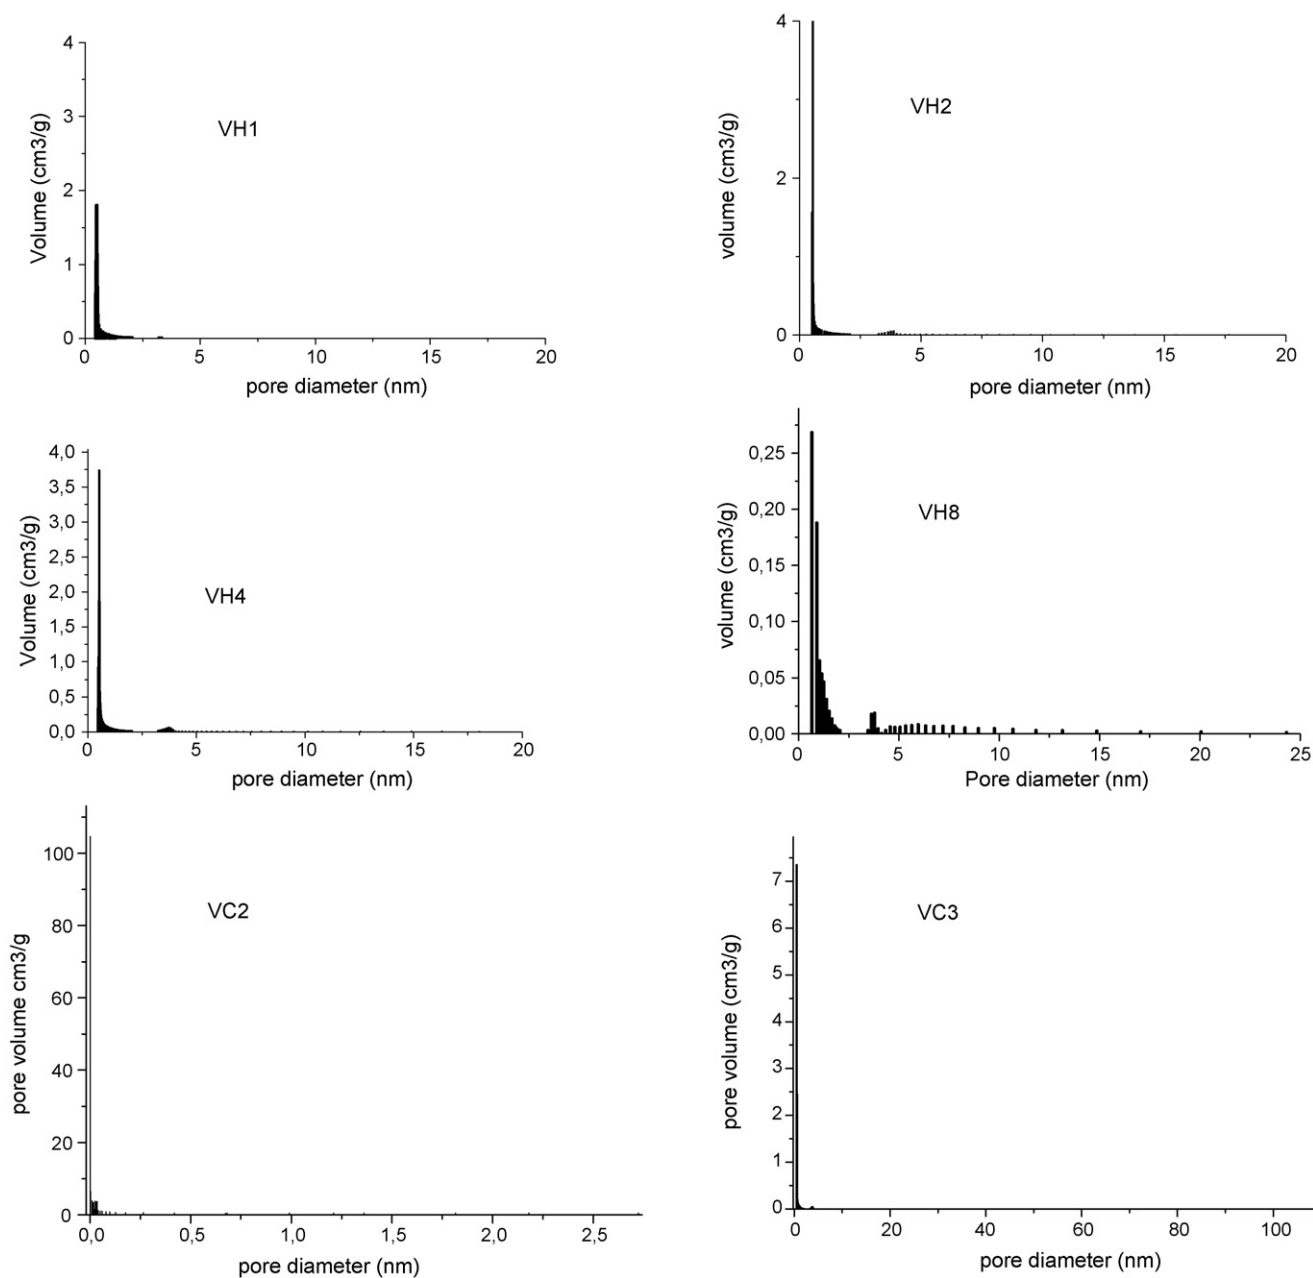 4
3
2
1
0
Volume (cm3/g)
VH1
0 5 10 15 20
pore diameter (nm)
4
2
0
volume (cm3/g)
VH2
0 5 10 15 20
pore diameter (nm)
4,0
3,5
3,0
2,5
2,0
1,5
1,0
0,5
0,0
Volume (cm3/g)
VH4
0 5 10 15 20
pore diameter (nm)
0,25
0,20
0,15
0,10
0,05
0,00
volume (cm3/g)
VH8
0 5 10 15 20 25
Pore diameter (nm)
100
80
60
40
20
0
pore volume cm3/g
VC2
0,0 0,5 1,0 1,5 2,0 2,5
pore diameter (nm)
7
6
5
4
3
2
1
0
pore volume (cm3/g)
VC3
0 20 40 60 80 100
pore diameter (nm)